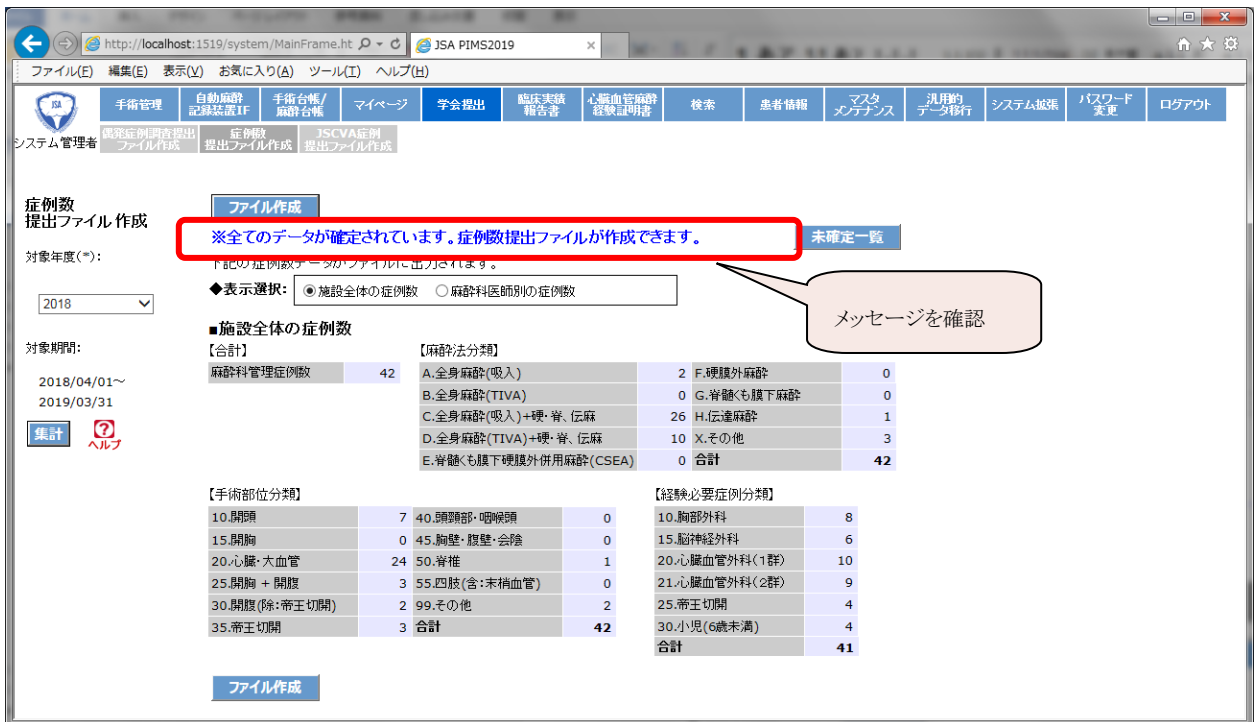 http://localhost:1519/system/MainFrame.ht
JSA PIMS2019
ファイル(F) 編集(E) 表示(V) お気に入り(A) ツール(T) ヘルプ(H)
JSA
システム管理者
手術管理
自動麻酔
記録装置IF
手術台帳/
麻酔台帳
マイページ
学会提出
臨床実績
報告書
心臓血管麻酔
経験証明書
検索
患者情報
マスタ
メンテナンス
汎用的
データ移行
システム拡張
パスワード
変更
ログアウト
偶発症例調査提出
ファイル作成
症例数
提出ファイル作成
JSCVA症例
提出ファイル作成
症例数
提出ファイル作成
対象年度(*):
2018
対象期間:
2018/04/01～
2019/03/31
集計
ヘルプ
ファイル作成
※全てのデータが確定されています。症例数提出ファイルが作成できます。
未確定一覧
下記の症例数データがファイルに出力されます。
メッセージを確認
◆表示選択: 施設全体の症例数 麻酔科医師別の症例数
■施設全体の症例数
【合計】
麻酔科管理症例数 42
【麻酔法分類】
A.全身麻酔(吸入) 2 F.硬膜外麻酔 0
B.全身麻酔(TIVA) 0 G.脊髄くも膜下麻酔 0
C.全身麻酔(吸入)+硬・脊、伝麻 26 H.伝達麻酔 1
D.全身麻酔(TIVA)+硬・脊、伝麻 10 X.その他 3
E.脊髄くも膜下硬膜外併用麻酔(CSEA) 0 合計 42
【手術部位分類】
10.開頭 7 40.頭頸部・咽喉頭 0
15.開胸 0 45.胸壁・腹壁・会陰 0
20.心臓・大血管 24 50.脊椎 1
25.開胸 + 開腹 3 55.四肢(含:末梢血管) 0
30.開腹(除:帝王切開) 2 99.その他 2
35.帝王切開 3 合計 42
【経験必要症例分類】
10.胸部外科 8
15.脳神経外科 6
20.心臓血管外科(1群) 10
21.心臓血管外科(2群) 9
25.帝王切開 4
30.小児(6歳未満) 4
合計 41
ファイル作成